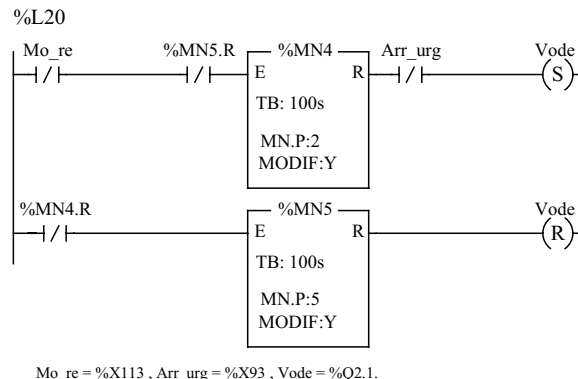 %L20
Mo_re %MN5.R %MN4 Arr_urg Vode
E R S
TB: 100s
MN.P:2
MODIF:Y
%MN4.R %MN5 Vode
E R R
TB: 100s
MN.P:5
MODIF:Y
Mo_re = %X113 , Arr_urg = %X93 , Vode = %Q2.1.